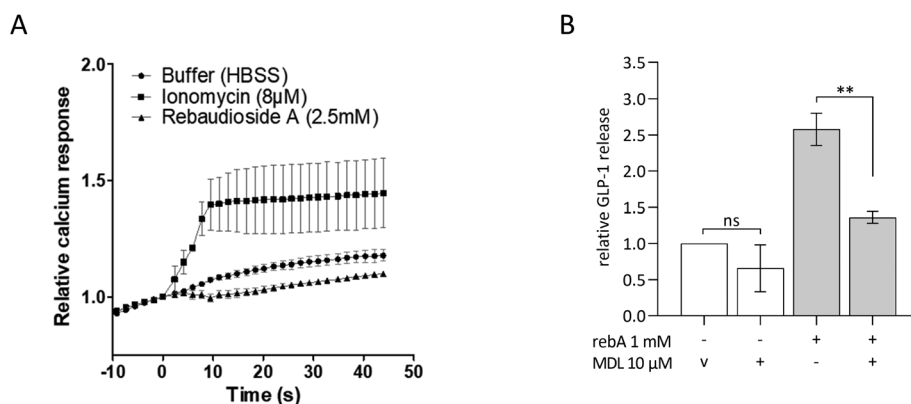 A
Relative calcium response
2.0
1.5
1.0
Buffer (HBSS)
Ionomycin (8µM)
Rebaudioside A (2.5mM)
-10 0 10 20 30 40 50
Time (s)
B
relative GLP-1 release
3.5
3.0
2.5
2.0
1.5
1.0
0.5
0.0
ns
**
rebA 1 mM - - + +
MDL 10 µM v + - +